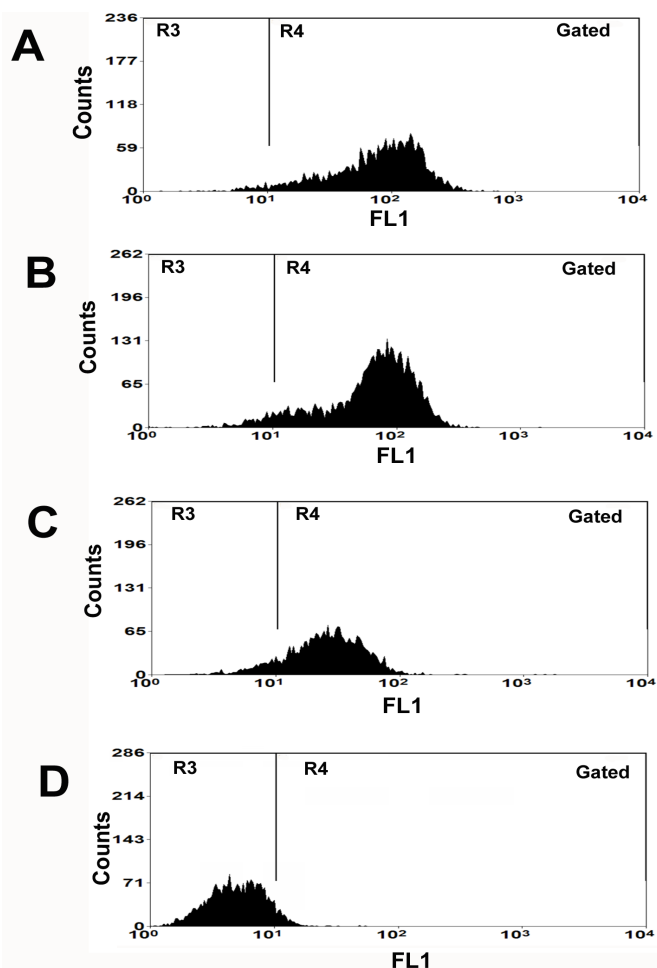 A
Counts
236
177
118
59
0
R3 R4 Gated
10⁰ 10¹ 10² 10³ 10⁴
FL1
B
Counts
262
196
131
65
0
R3 R4 Gated
10⁰ 10¹ 10² 10³ 10⁴
FL1
C
Counts
262
196
131
65
0
R3 R4 Gated
10⁰ 10¹ 10² 10³ 10⁴
FL1
D
Counts
286
214
143
71
0
R3 R4 Gated
10⁰ 10¹ 10² 10³ 10⁴
FL1